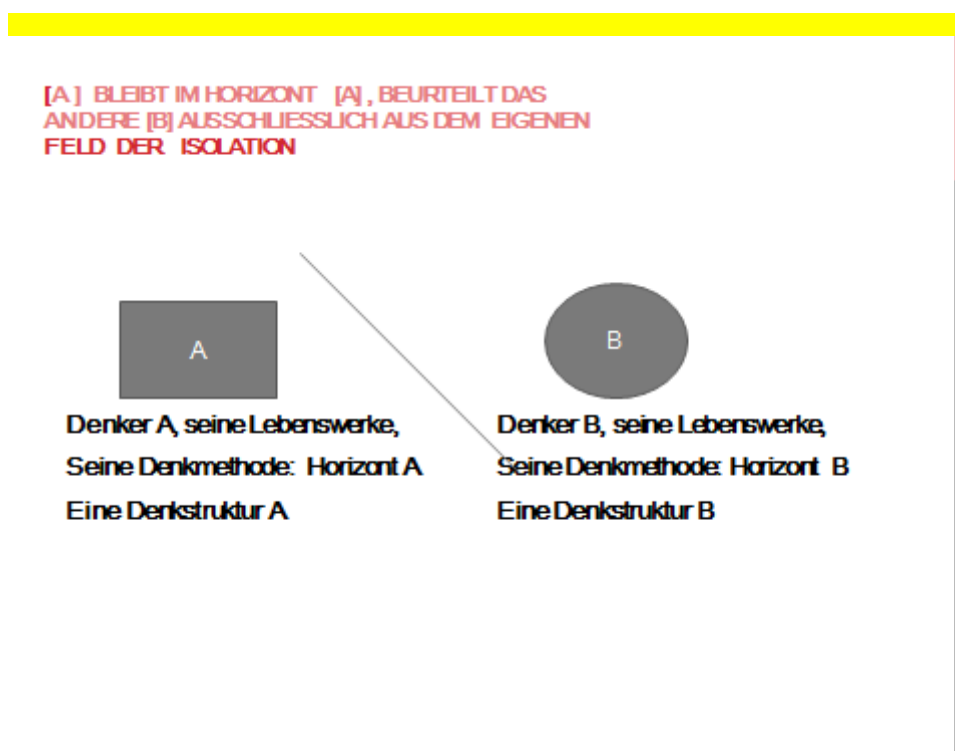 [A ] BLEIBT IM HORIZONT [A], BEURTEILT DAS
ANDERE [B] AUSSCHLIESSLICH AUS DEM EIGENEN
FELD DER ISOLATION
A
B
Denker A, seine Lebenswerke,
Seine Denkmethode: Horizont A
Eine Denkstruktur A
Denker B, seine Lebenswerke,
Seine Denkmethode: Horizont B
Eine Denkstruktur B